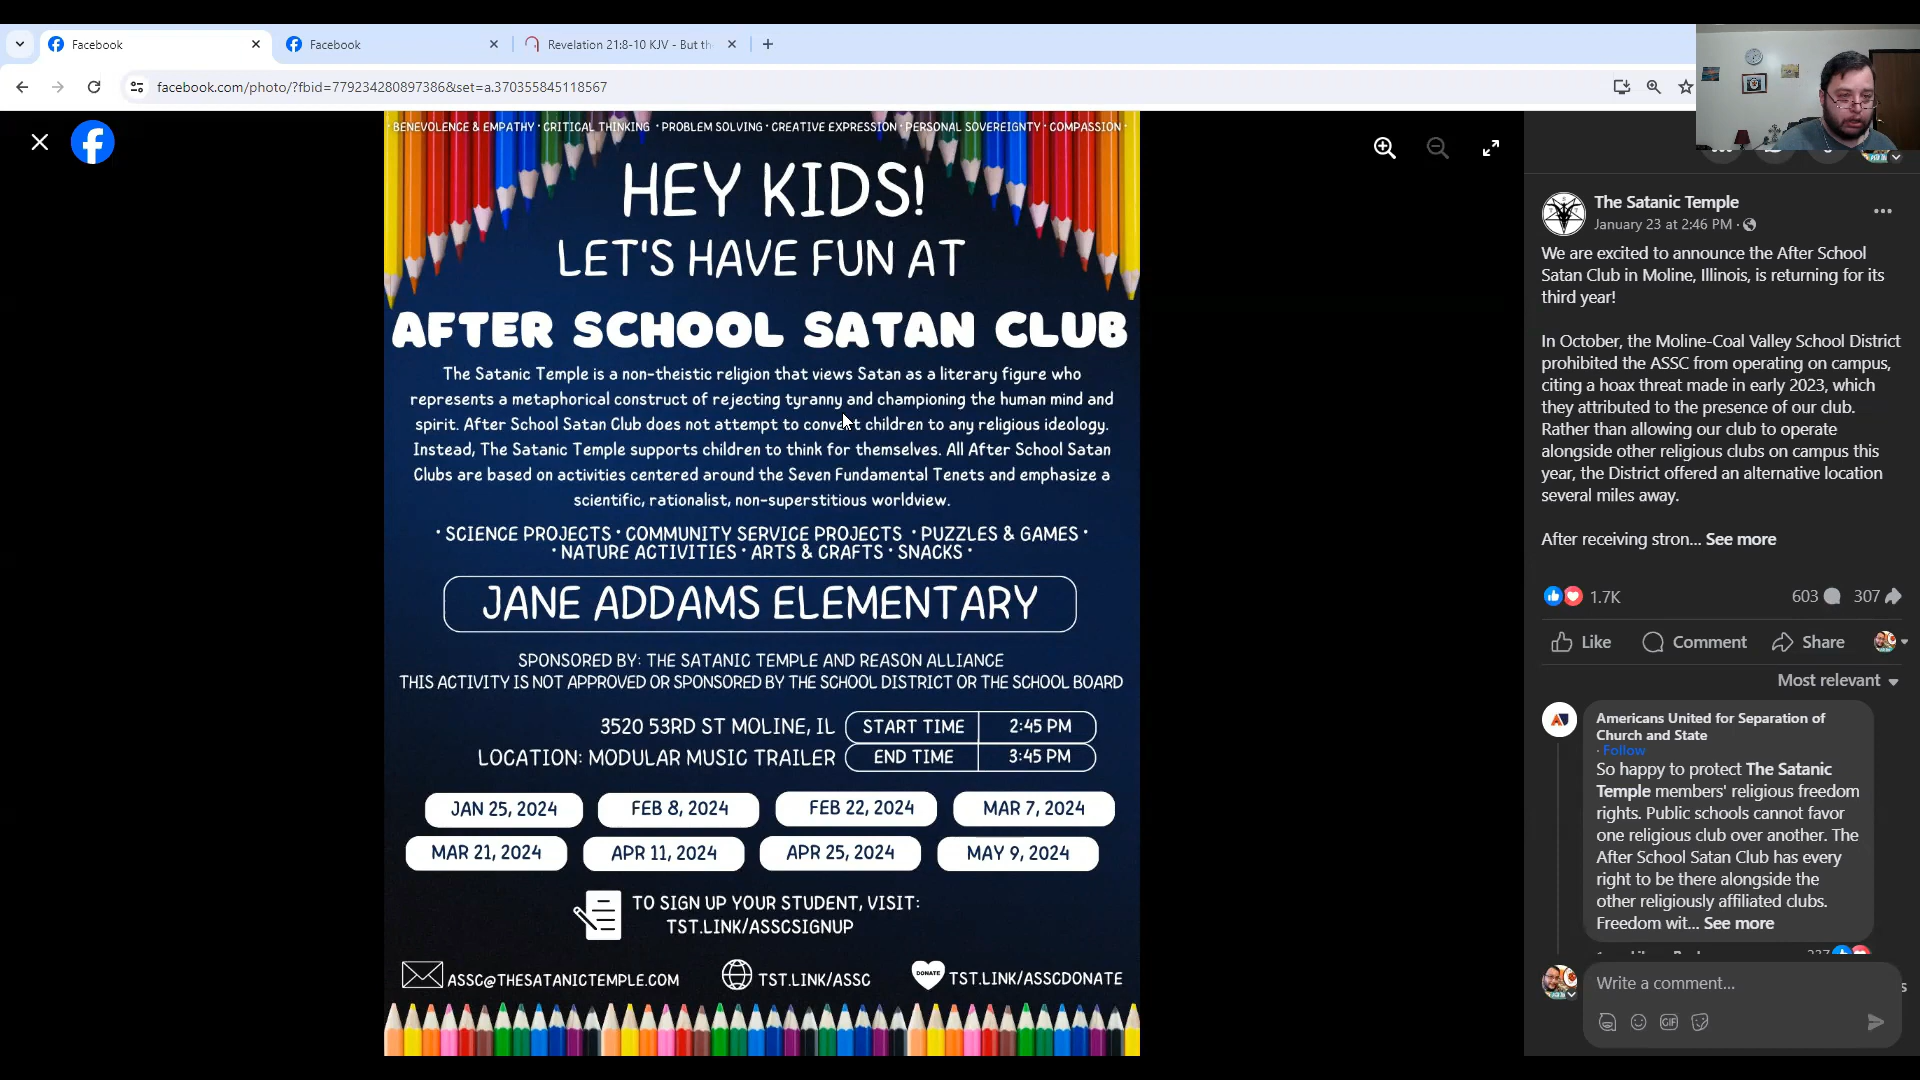 Facebook
Facebook
Revelation 21:8-10 KJV - But th
facebook.com/photo/?fbid=779234280897386&set=a.370355845118567
· BENEVOLENCE & EMPATHY · CRITICAL THINKING · PROBLEM SOLVING · CREATIVE EXPRESSION · PERSONAL SOVEREIGNTY · COMPASSION ·
HEY KIDS!
LET'S HAVE FUN AT
AFTER SCHOOL SATAN CLUB
The Satanic Temple is a non-theistic religion that views Satan as a literary figure who
represents a metaphorical construct of rejecting tyranny and championing the human mind and
spirit. After School Satan Club does not attempt to convert children to any religious ideology.
Instead, The Satanic Temple supports children to think for themselves. All After School Satan
Clubs are based on activities centered around the Seven Fundamental Tenets and emphasize a
scientific, rationalist, non-superstitious worldview.
· SCIENCE PROJECTS · COMMUNITY SERVICE PROJECTS · PUZZLES & GAMES ·
· NATURE ACTIVITIES · ARTS & CRAFTS · SNACKS ·
JANE ADDAMS ELEMENTARY
SPONSORED BY: THE SATANIC TEMPLE AND REASON ALLIANCE
THIS ACTIVITY IS NOT APPROVED OR SPONSORED BY THE SCHOOL DISTRICT OR THE SCHOOL BOARD
3520 53RD ST MOLINE, IL START TIME 2:45 PM
LOCATION: MODULAR MUSIC TRAILER END TIME 3:45 PM
JAN 25, 2024 FEB 8, 2024 FEB 22, 2024 MAR 7, 2024
MAR 21, 2024 APR 11, 2024 APR 25, 2024 MAY 9, 2024
TO SIGN UP YOUR STUDENT, VISIT:
TST.LINK/ASSCSIGNUP
ASSC@THESATANICTEMPLE.COM TST.LINK/ASSC DONATE TST.LINK/ASSCDONATE
The Satanic Temple
January 23 at 2:46 PM ·
We are excited to announce the After School
Satan Club in Moline, Illinois, is returning for its
third year!
In October, the Moline-Coal Valley School District
prohibited the ASSC from operating on campus,
citing a hoax threat made in early 2023, which
they attributed to the presence of our club.
Rather than allowing our club to operate
alongside other religious clubs on campus this
year, the District offered an alternative location
several miles away.
After receiving stron... See more
1.7K 603 307
Like Comment Share
Most relevant
Americans United for Separation of
Church and State
· Follow
So happy to protect The Satanic
Temple members' religious freedom
rights. Public schools cannot favor
one religious club over another. The
After School Satan Club has every
right to be there alongside the
other religiously affiliated clubs.
Freedom wit... See more
Write a comment...
GIF